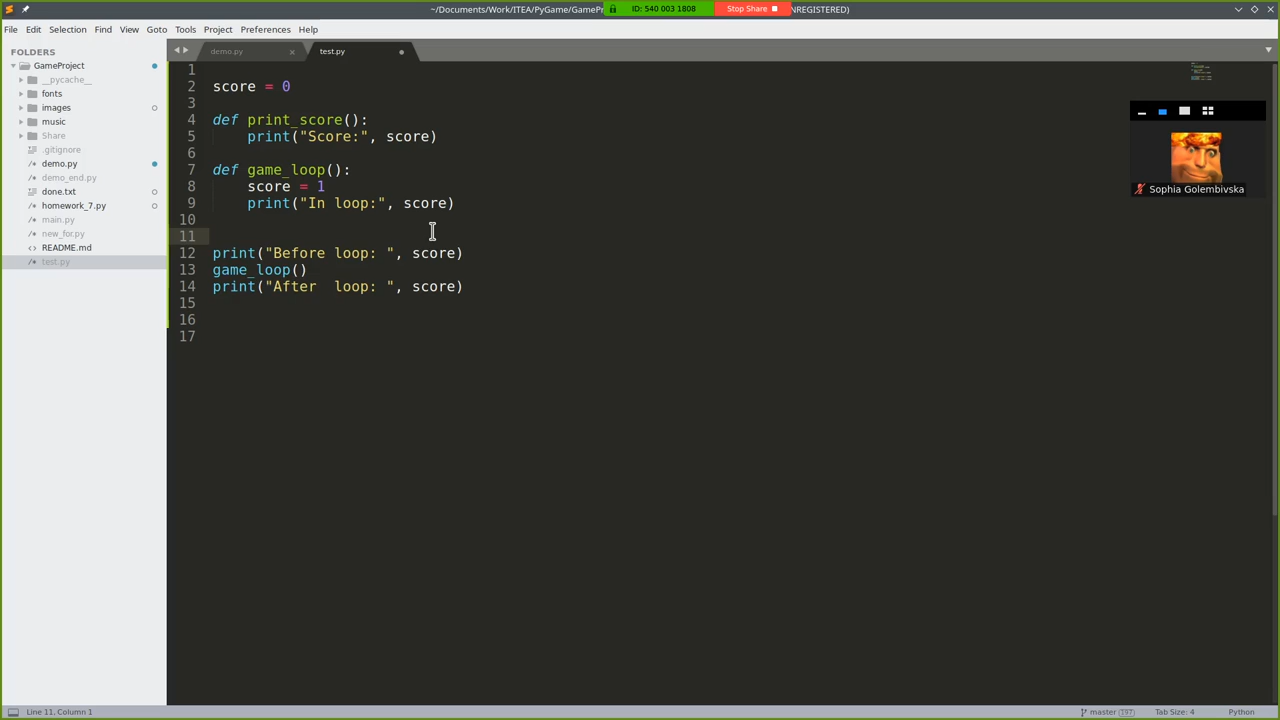 ~/Documents/Work/ITEA/PyGame/GamePr
ID: 540 003 1808
Stop Share
NREGISTERED)
File Edit Selection Find View Goto Tools Project Preferences Help
FOLDERS
GameProject
__pycache__
fonts
images
music
Share
.gitignore
demo.py
demo_end.py
done.txt
homework_7.py
main.py
new_for.py
README.md
test.py
demo.py
test.py
1
2 score = 0
3
4 def print_score():
5     print("Score:", score)
6
7 def game_loop():
8     score = 1
9     print("In loop:", score)
10
11
12 print("Before loop: ", score)
13 game_loop()
14 print("After  loop: ", score)
15
16
17
Sophia Golembivska
Line 11, Column 1
master 197
Tab Size: 4
Python